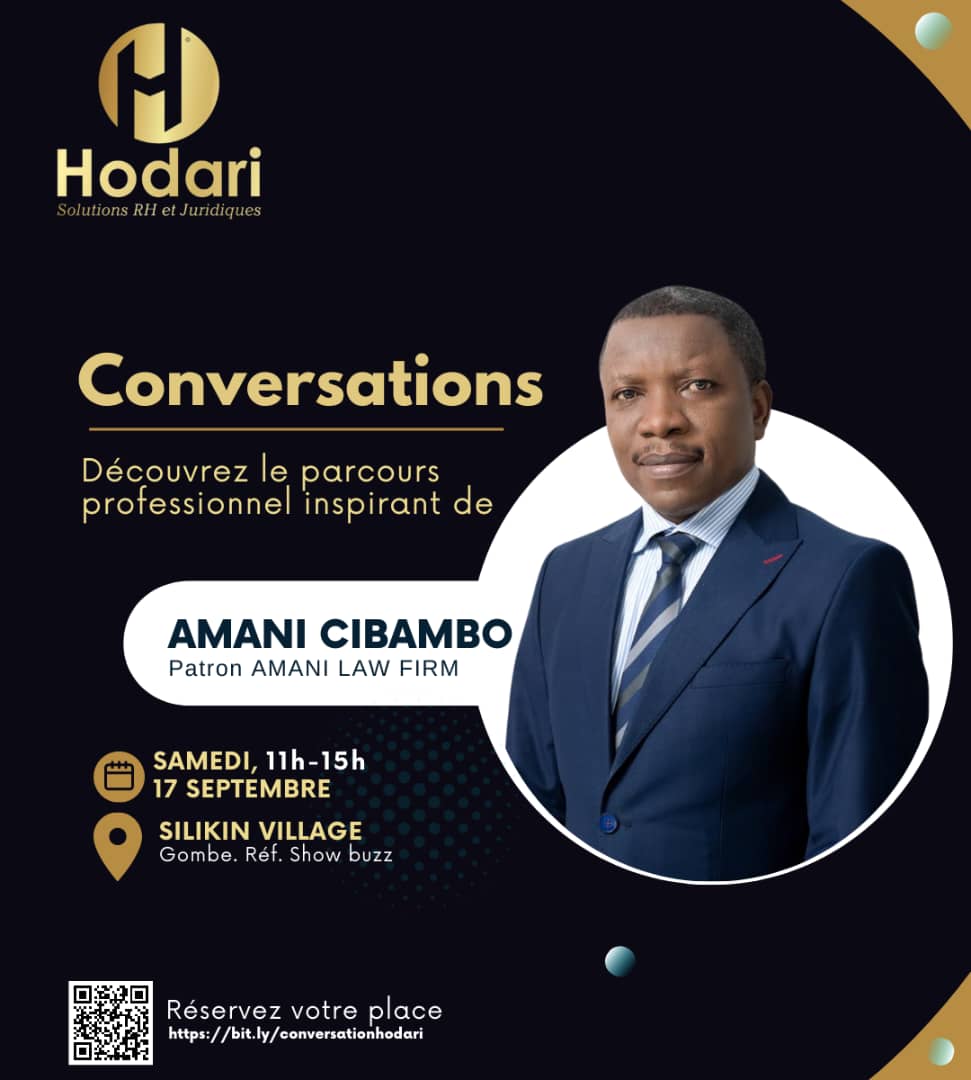 Hodari
Solutions RH et Juridiques
Conversations
Découvrez le parcours
professionnel inspirant de
AMANI CIBAMBO
Patron AMANI LAW FIRM
SAMEDI, 11h-15h
17 SEPTEMBRE
SILIKIN VILLAGE
Gombe. Réf. Show buzz
Réservez votre place
https://bit.ly/conversationhodari